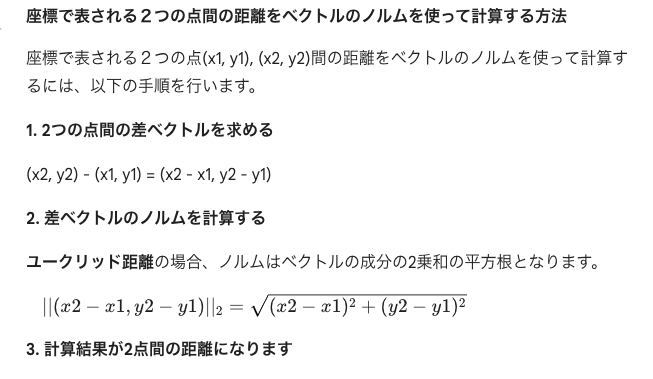 座標で表される２つの点間の距離をベクトルのノルムを使って計算する方法
座標で表される２つの点(x1, y1), (x2, y2)間の距離をベクトルのノルムを使って計算す
るには、以下の手順を行います。
1. 2つの点間の差ベクトルを求める
(x2, y2) - (x1, y1) = (x2 - x1, y2 - y1)
2. 差ベクトルのノルムを計算する
ユークリッド距離の場合、ノルムはベクトルの成分の2乗和の平方根となります。
||(x2 − x1, y2 − y1)||₂ = √(x2 − x1)² + (y2 − y1)²
3. 計算結果が2点間の距離になります